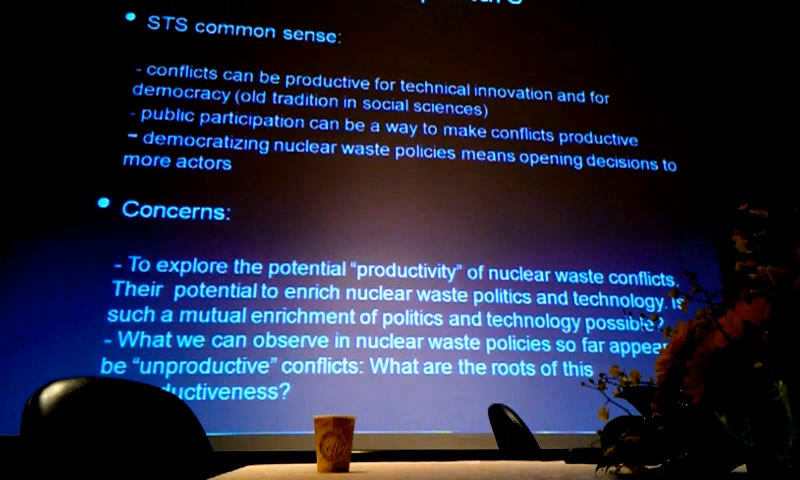 • STS common sense:
- conflicts can be productive for technical innovation and for
democracy (old tradition in social sciences)
- public participation can be a way to make conflicts productive
- democratizing nuclear waste policies means opening decisions to
more actors
• Concerns:
- To explore the potential “productivity” of nuclear waste conflicts.
Their potential to enrich nuclear waste politics and technology. Is
such a mutual enrichment of politics and technology possible?
- What we can observe in nuclear waste policies so far appear
be “unproductive” conflicts: What are the roots of this
ductiveness?